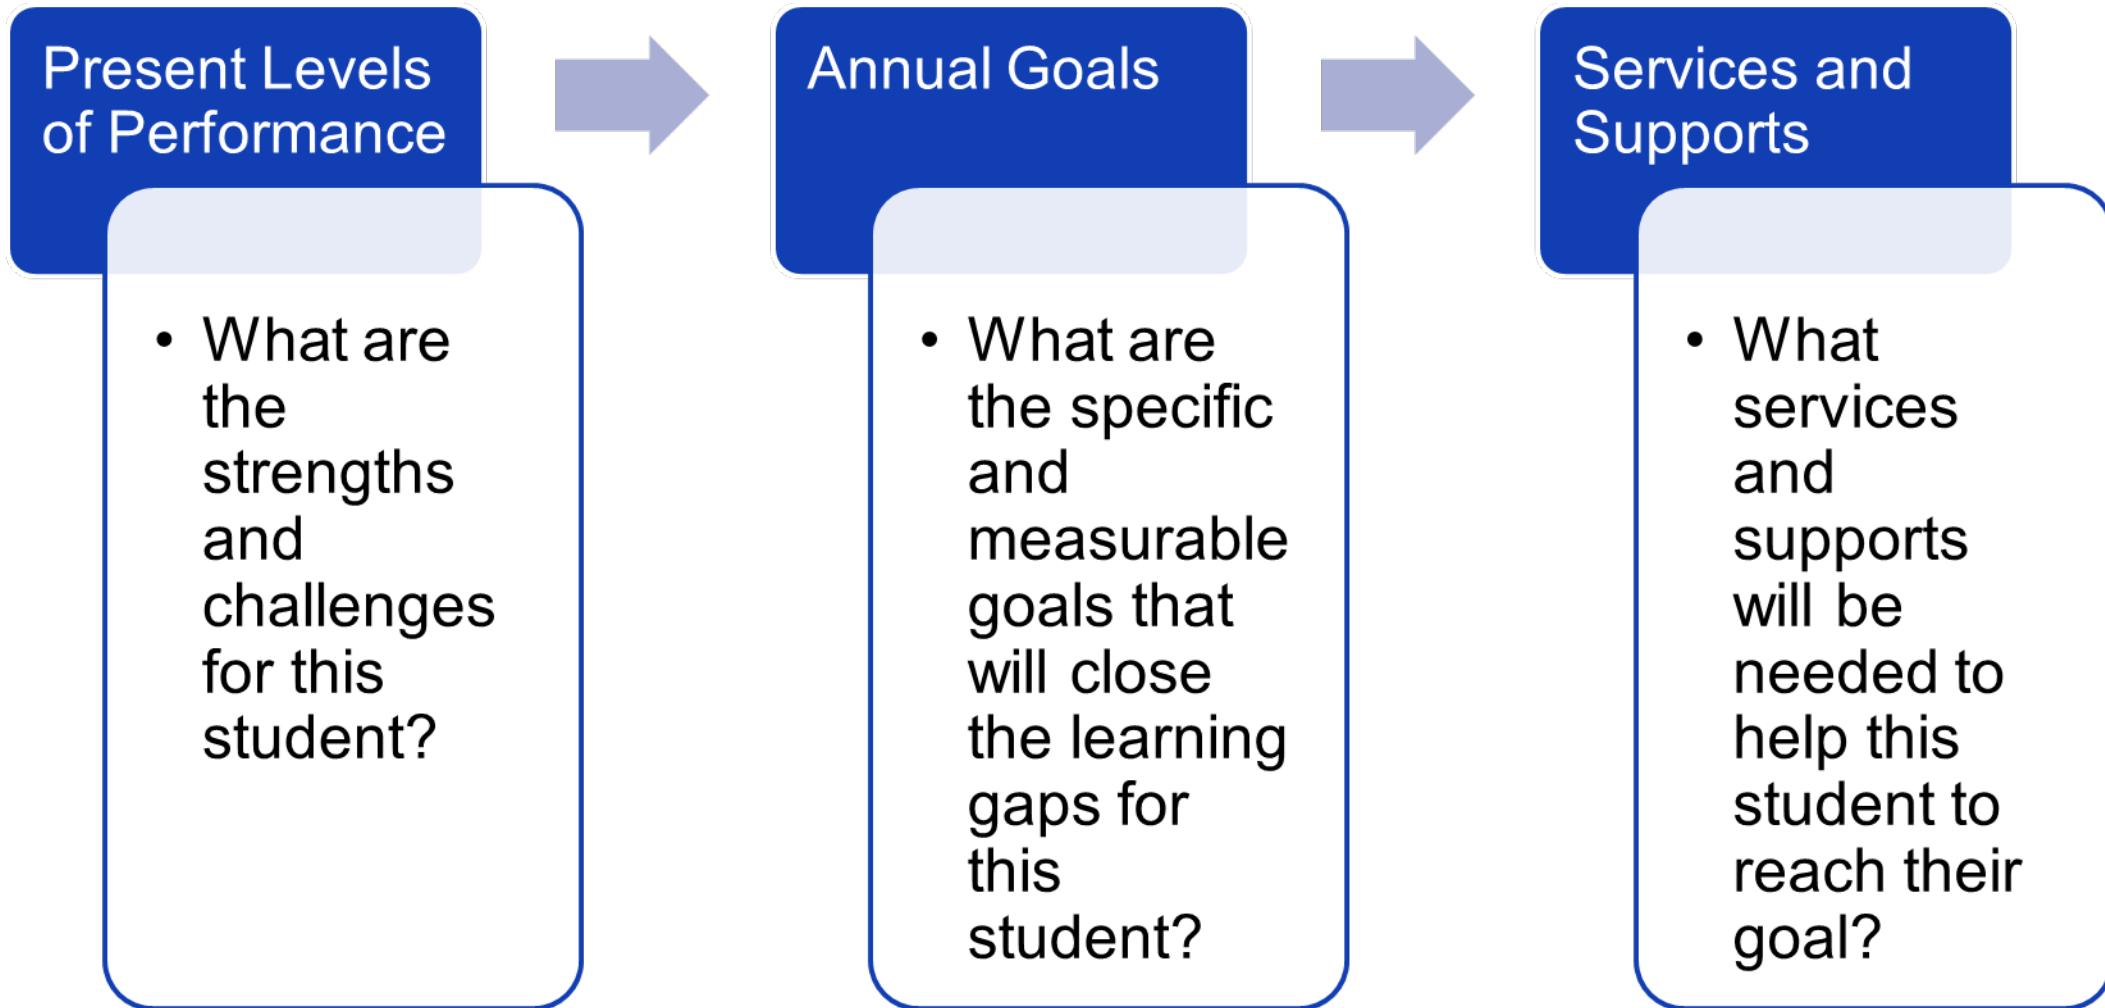 Present Levels
of Performance
• What are
the
strengths
and
challenges
for this
student?
Annual Goals
• What are
the specific
and
measurable
goals that
will close
the learning
gaps for
this
student?
Services and
Supports
• What
services
and
supports
will be
needed to
help this
student to
reach their
goal?